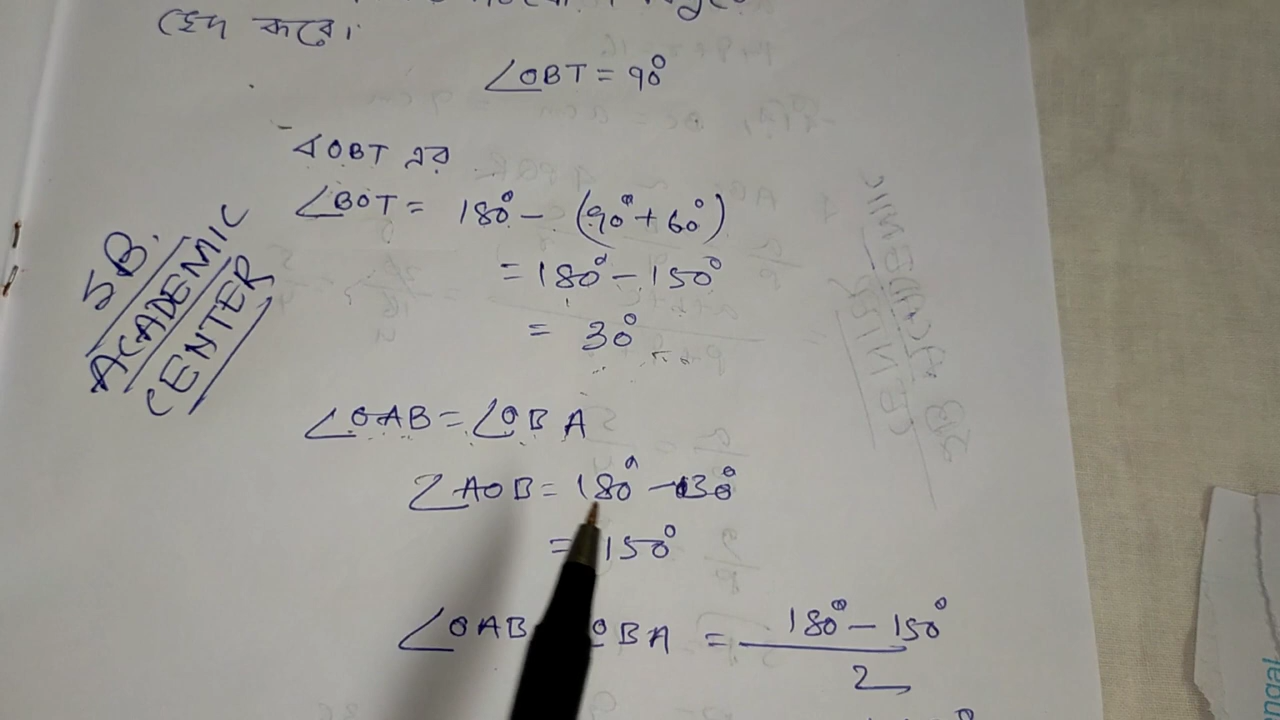 ছেদ করে।
∠OBT = 90°
△OBT এর
∠BOT = 180° − (90° + 60°)
= 180° − 150°
= 30°
SB.
ACADEMIC
CENTER
∠OAB = ∠OBA
∠AOB = 180° − 30°
= 150°
∠OAB ∠OBA = 180° − 150°
2